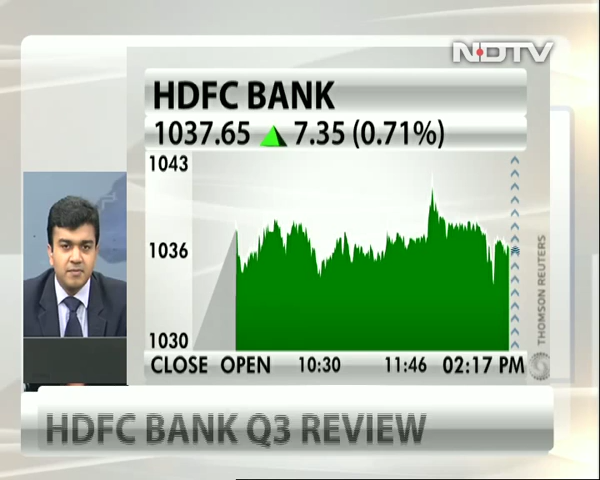 NDTV
HDFC BANK
1037.65 7.35 (0.71%)
1043
1036
1030
CLOSE OPEN 10:30 11:46 02:17 PM
THOMSON REUTERS
HDFC BANK Q3 REVIEW